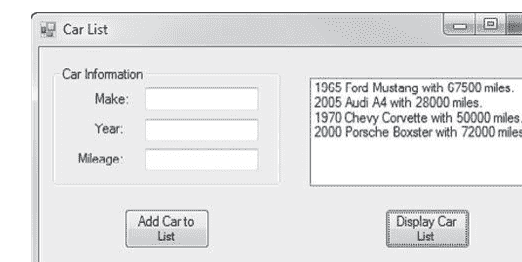 Car List
Car Information
Make:
Year:
Mileage:
1965 Ford Mustang with 67500 miles.
2005 Audi A4 with 28000 miles.
1970 Chevy Corvette with 50000 miles.
2000 Porsche Boxster with 72000 miles
Add Car to
List
Display Car
List